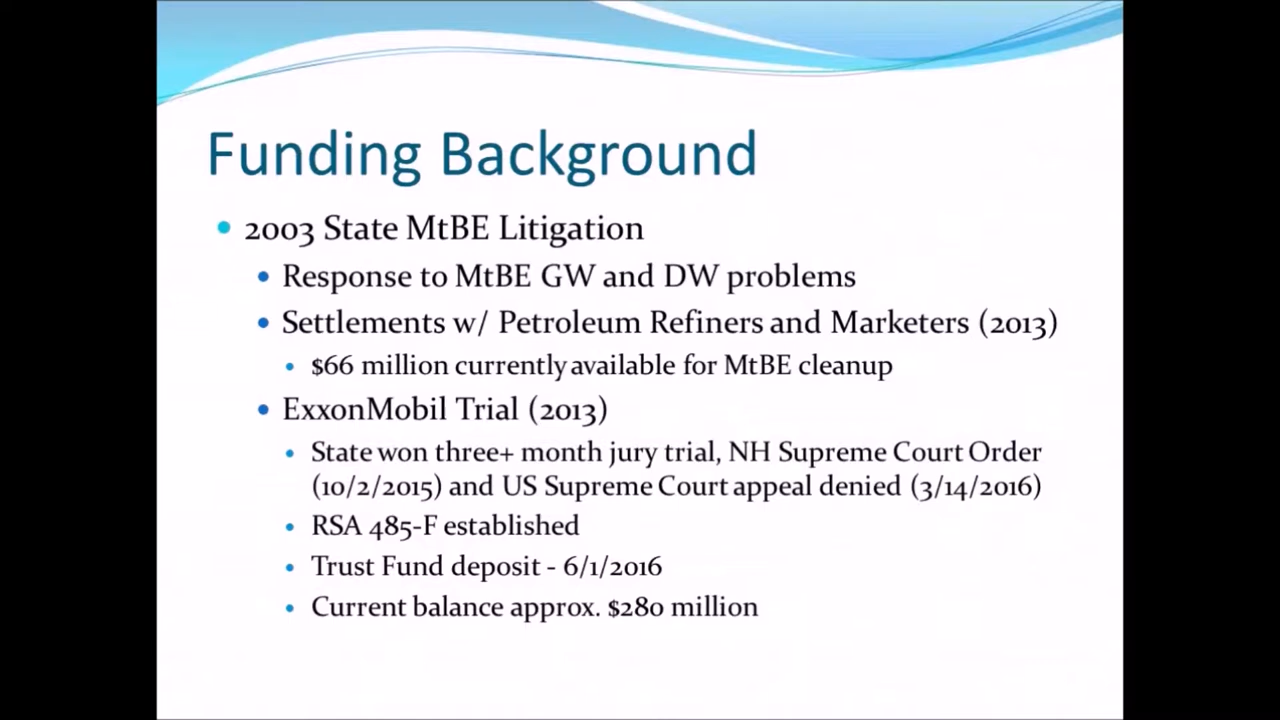 Funding Background
2003 State MtBE Litigation
Response to MtBE GW and DW problems
Settlements w/ Petroleum Refiners and Marketers (2013)
$66 million currently available for MtBE cleanup
ExxonMobil Trial (2013)
State won three+ month jury trial, NH Supreme Court Order
(10/2/2015) and US Supreme Court appeal denied (3/14/2016)
RSA 485-F established
Trust Fund deposit - 6/1/2016
Current balance approx. $280 million